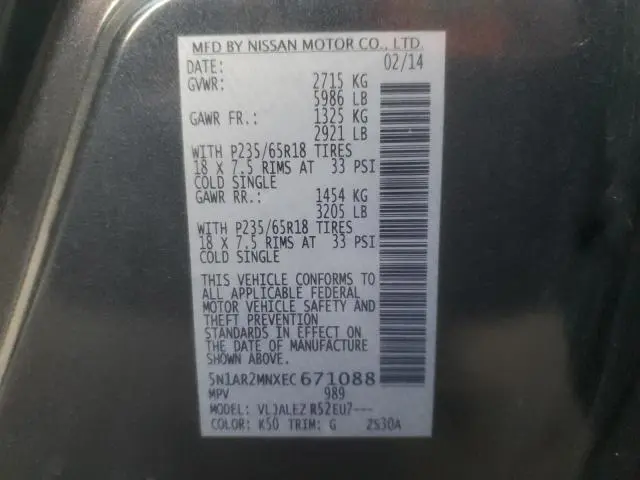 MFD BY NISSAN MOTOR CO., LTD.
DATE: 02/14
GVWR: 2715 KG
5986 LB
GAWR FR.: 1325 KG
2921 LB
WITH P235/65R18 TIRES
18 X 7.5 RIMS AT 33 PSI
COLD SINGLE
GAWR RR.: 1454 KG
3205 LB
WITH P235/65R18 TIRES
18 X 7.5 RIMS AT 33 PSI
COLD SINGLE
THIS VEHICLE CONFORMS TO
ALL APPLICABLE FEDERAL
MOTOR VEHICLE SAFETY AND
THEFT PREVENTION
STANDARDS IN EFFECT ON
THE DATE OF MANUFACTURE
SHOWN ABOVE.
5N1AR2MNXEC671088
MPV 989
MODEL: R52EU7---
COLOR: K50 TRIM: G ZS30A